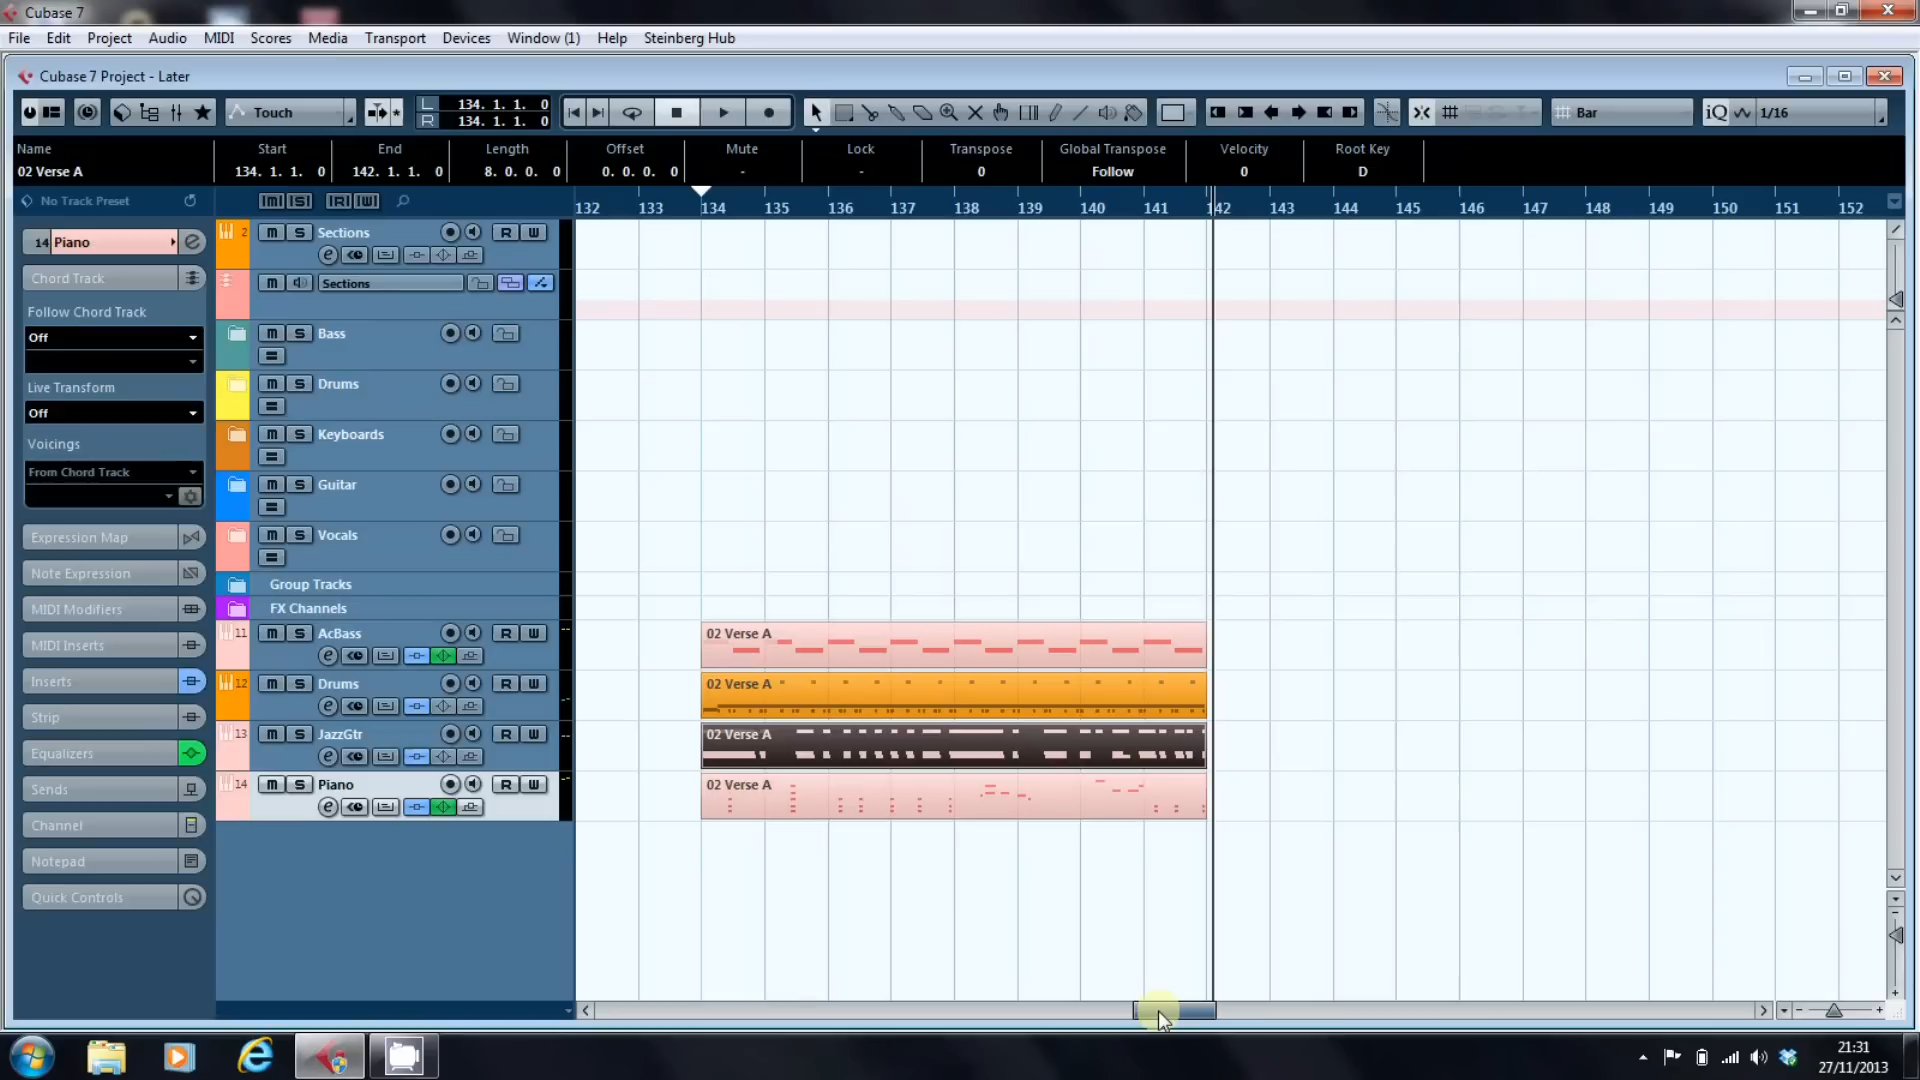 Cubase 7
File Edit Project Audio MIDI Scores Media Transport Devices Window (1) Help Steinberg Hub
Cubase 7 Project - Later
Touch L 134. 1. 1. 0 Bar iQ 1/16
R 134. 1. 1. 0
Name Start End Length Offset Mute Lock Transpose Global Transpose Velocity Root Key
02 Verse A 134. 1. 1. 0 142. 1. 1. 0 8. 0. 0. 0 0. 0. 0. 0 - - 0 Follow 0 D
No Track Preset M S R W
132 133 134 135 136 137 138 139 140 141 142 143 144 145 146 147 148 149 150 151 152
14 Piano
Chord Track
Follow Chord Track
Off
Live Transform
Off
Voicings
From Chord Track
Expression Map
Note Expression
MIDI Modifiers
MIDI Inserts
Inserts
Strip
Equalizers
Sends
Channel
Notepad
Quick Controls
2 m S Sections R W
m Sections
m S Bass
m S Drums
m S Keyboards
m S Guitar
m S Vocals
Group Tracks
FX Channels
11 m S AcBass R W 02 Verse A
12 m S Drums R W 02 Verse A
13 m S JazzGtr R W 02 Verse A
14 m S Piano R W 02 Verse A
21:31
27/11/2013